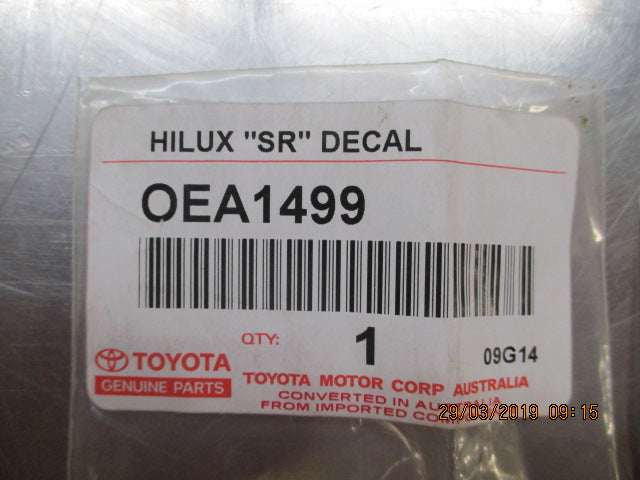 HILUX "SR" DECAL
OEA1499
QTY: 1
09G14
TOYOTA
GENUINE PARTS
TOYOTA MOTOR CORP AUSTRALIA
CONVERTED IN AUSTRALIA
FROM IMPORTED
29/03/2019 09:15